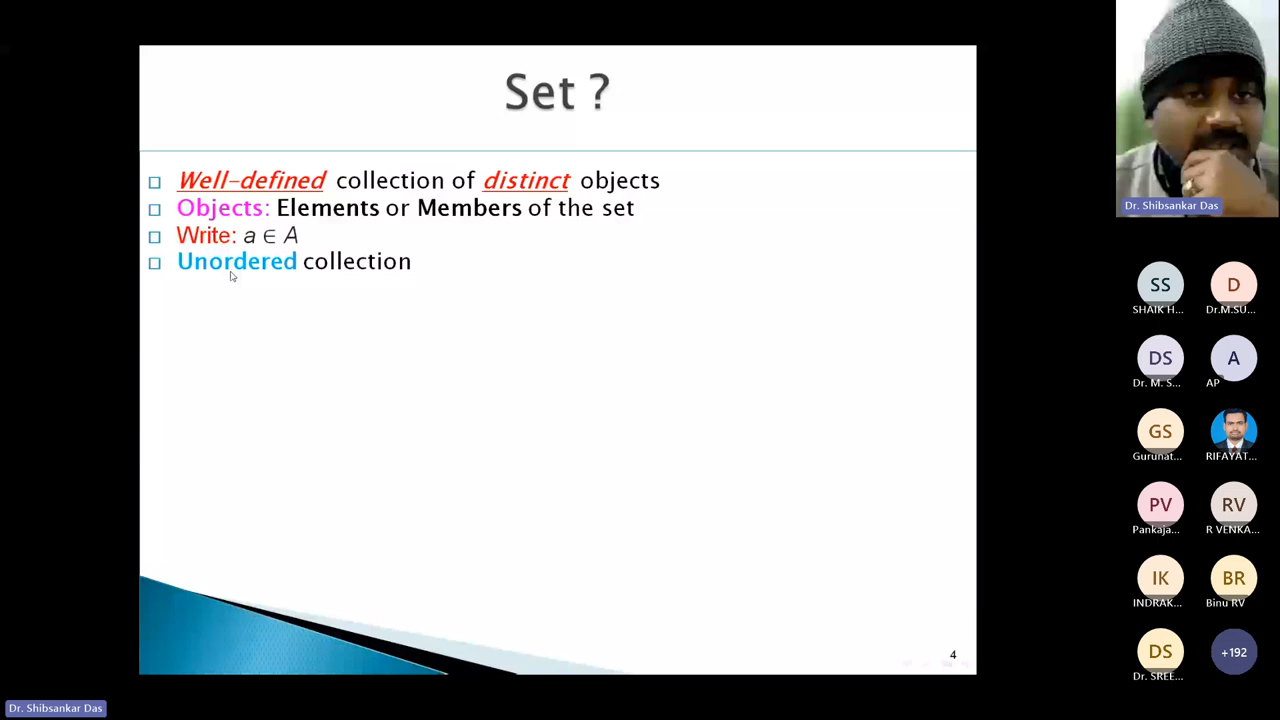 Set ?
Well-defined collection of distinct objects
Objects: Elements or Members of the set
Write: a ∈ A
Unordered collection
4
Dr. Shibsankar Das
SS
SHAIK H...
D
Dr.M.SU...
DS
Dr. M. S...
A
AP
GS
Gurunat...
RIFAYAT...
PV
Pankaja...
RV
R VENKA...
IK
INDRAK...
BR
Binu RV
DS
Dr. SREE...
+192
Dr. Shibsankar Das